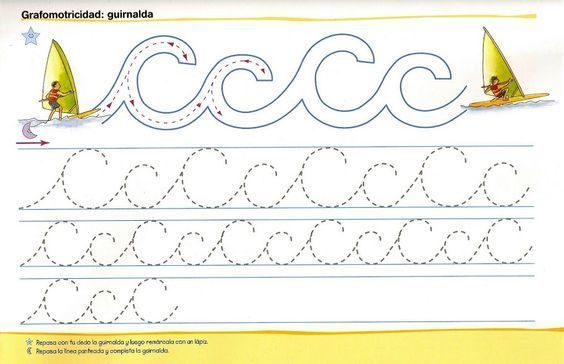 Grafomotricidad: guirnalda
Repasa con tu dedo la guirnalda y luego remárcala con un lápiz.
Repasa la línea punteada y completa la guirnalda.